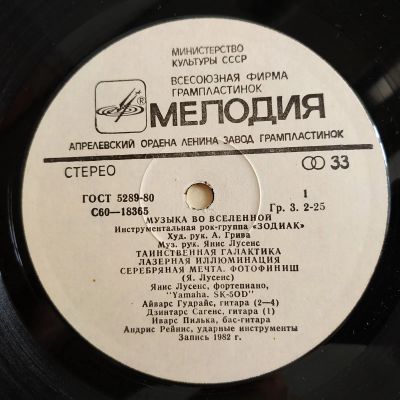 МИНИСТЕРСТВО
КУЛЬТУРЫ СССР
ВСЕСОЮЗНАЯ ФИРМА
ГРАМПЛАСТИНОК
® МЕЛОДИЯ
АПРЕЛЕВСКИЙ ОРДЕНА ЛЕНИНА ЗАВОД ГРАМПЛАСТИНОК
СТЕРЕО 33
ГОСТ 5289-80 1
С60—18365 Гр. 3. 2-25
МУЗЫКА ВО ВСЕЛЕННОЙ
Инструментальная рок-группа «ЗОДИАК»
Худ. рук. А. Грива
Муз. рук. Янис Лусенс
ТАИНСТВЕННАЯ ГАЛАКТИКА
ЛАЗЕРНАЯ ИЛЛЮМИНАЦИЯ
СЕРЕБРЯНАЯ МЕЧТА. ФОТОФИНИШ
(Я. Лусенс)
Янис Лусенс, фортепиано,
"Yamaha. SK-5OD"
Айварс Гудрайс, гитара (2—4)
Дзинтарс Сагенс, гитара (1)
Иварс Пилька, бас-гитара
Андрис Рейнис, ударные инструменты
Запись 1982 г.